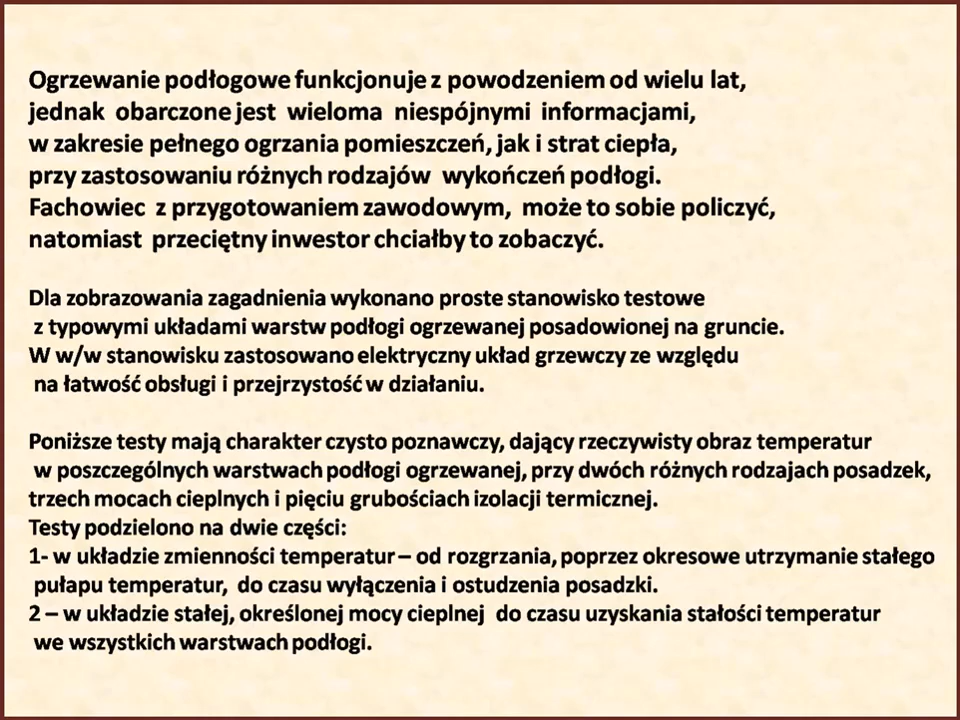 Ogrzewanie podłogowe funkcjonuje z powodzeniem od wielu lat,
jednak obarczone jest wieloma niespójnymi informacjami,
w zakresie pełnego ogrzania pomieszczeń, jak i strat ciepła,
przy zastosowaniu różnych rodzajów wykończeń podłogi.
Fachowiec z przygotowaniem zawodowym, może to sobie policzyć,
natomiast przeciętny inwestor chciałby to zobaczyć.
Dla zobrazowania zagadnienia wykonano proste stanowisko testowe
z typowymi układami warstw podłogi ogrzewanej posadowionej na gruncie.
W w/w stanowisku zastosowano elektryczny układ grzewczy ze względu
na łatwość obsługi i przejrzystość w działaniu.
Poniższe testy mają charakter czysto poznawczy, dający rzeczywisty obraz temperatur
w poszczególnych warstwach podłogi ogrzewanej, przy dwóch różnych rodzajach posadzek,
trzech mocach cieplnych i pięciu grubościach izolacji termicznej.
Testy podzielono na dwie części:
1- w układzie zmienności temperatur – od rozgrzania, poprzez okresowe utrzymanie stałego
pułapu temperatur, do czasu wyłączenia i ostudzenia posadzki.
2 – w układzie stałej, określonej mocy cieplnej do czasu uzyskania stałości temperatur
we wszystkich warstwach podłogi.